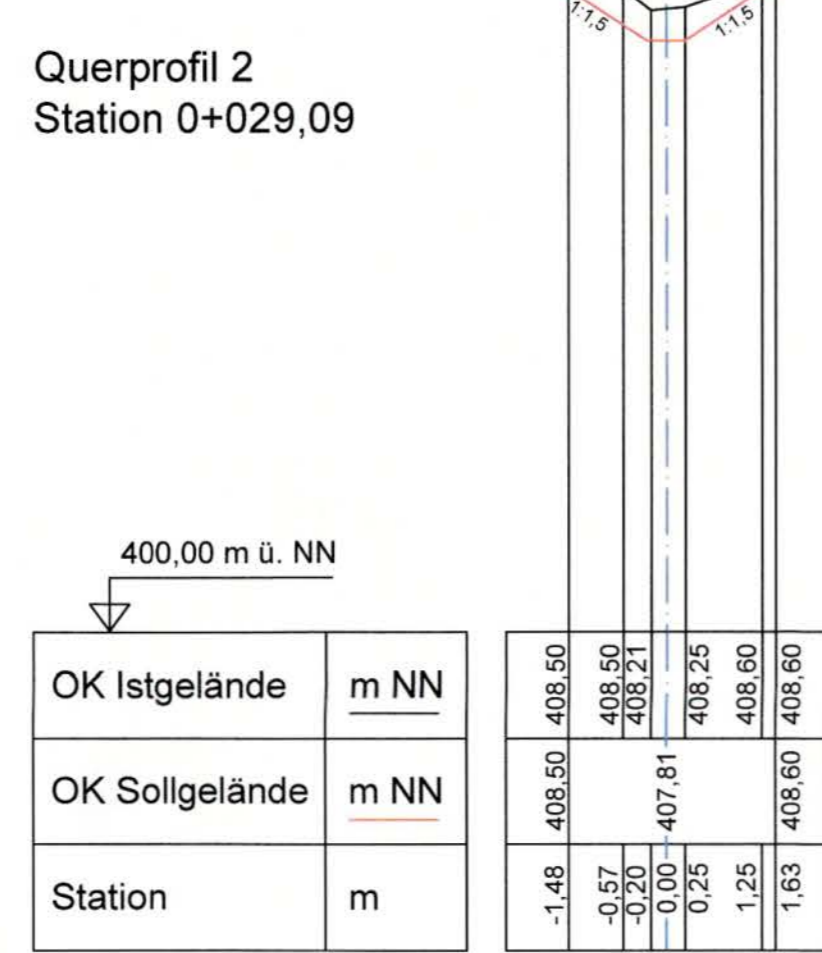 1:1,5
1:1,5
Querprofil 2
Station 0+029,09
400,00 m ü. NN
OK Istgelände m NN 408,50 408,50 408,21 408,25 408,60 408,60
OK Sollgelände m NN 408,50 407,81 408,60
Station m -1,48 -0,57 -0,20 0,00 0,25 1,25 1,63